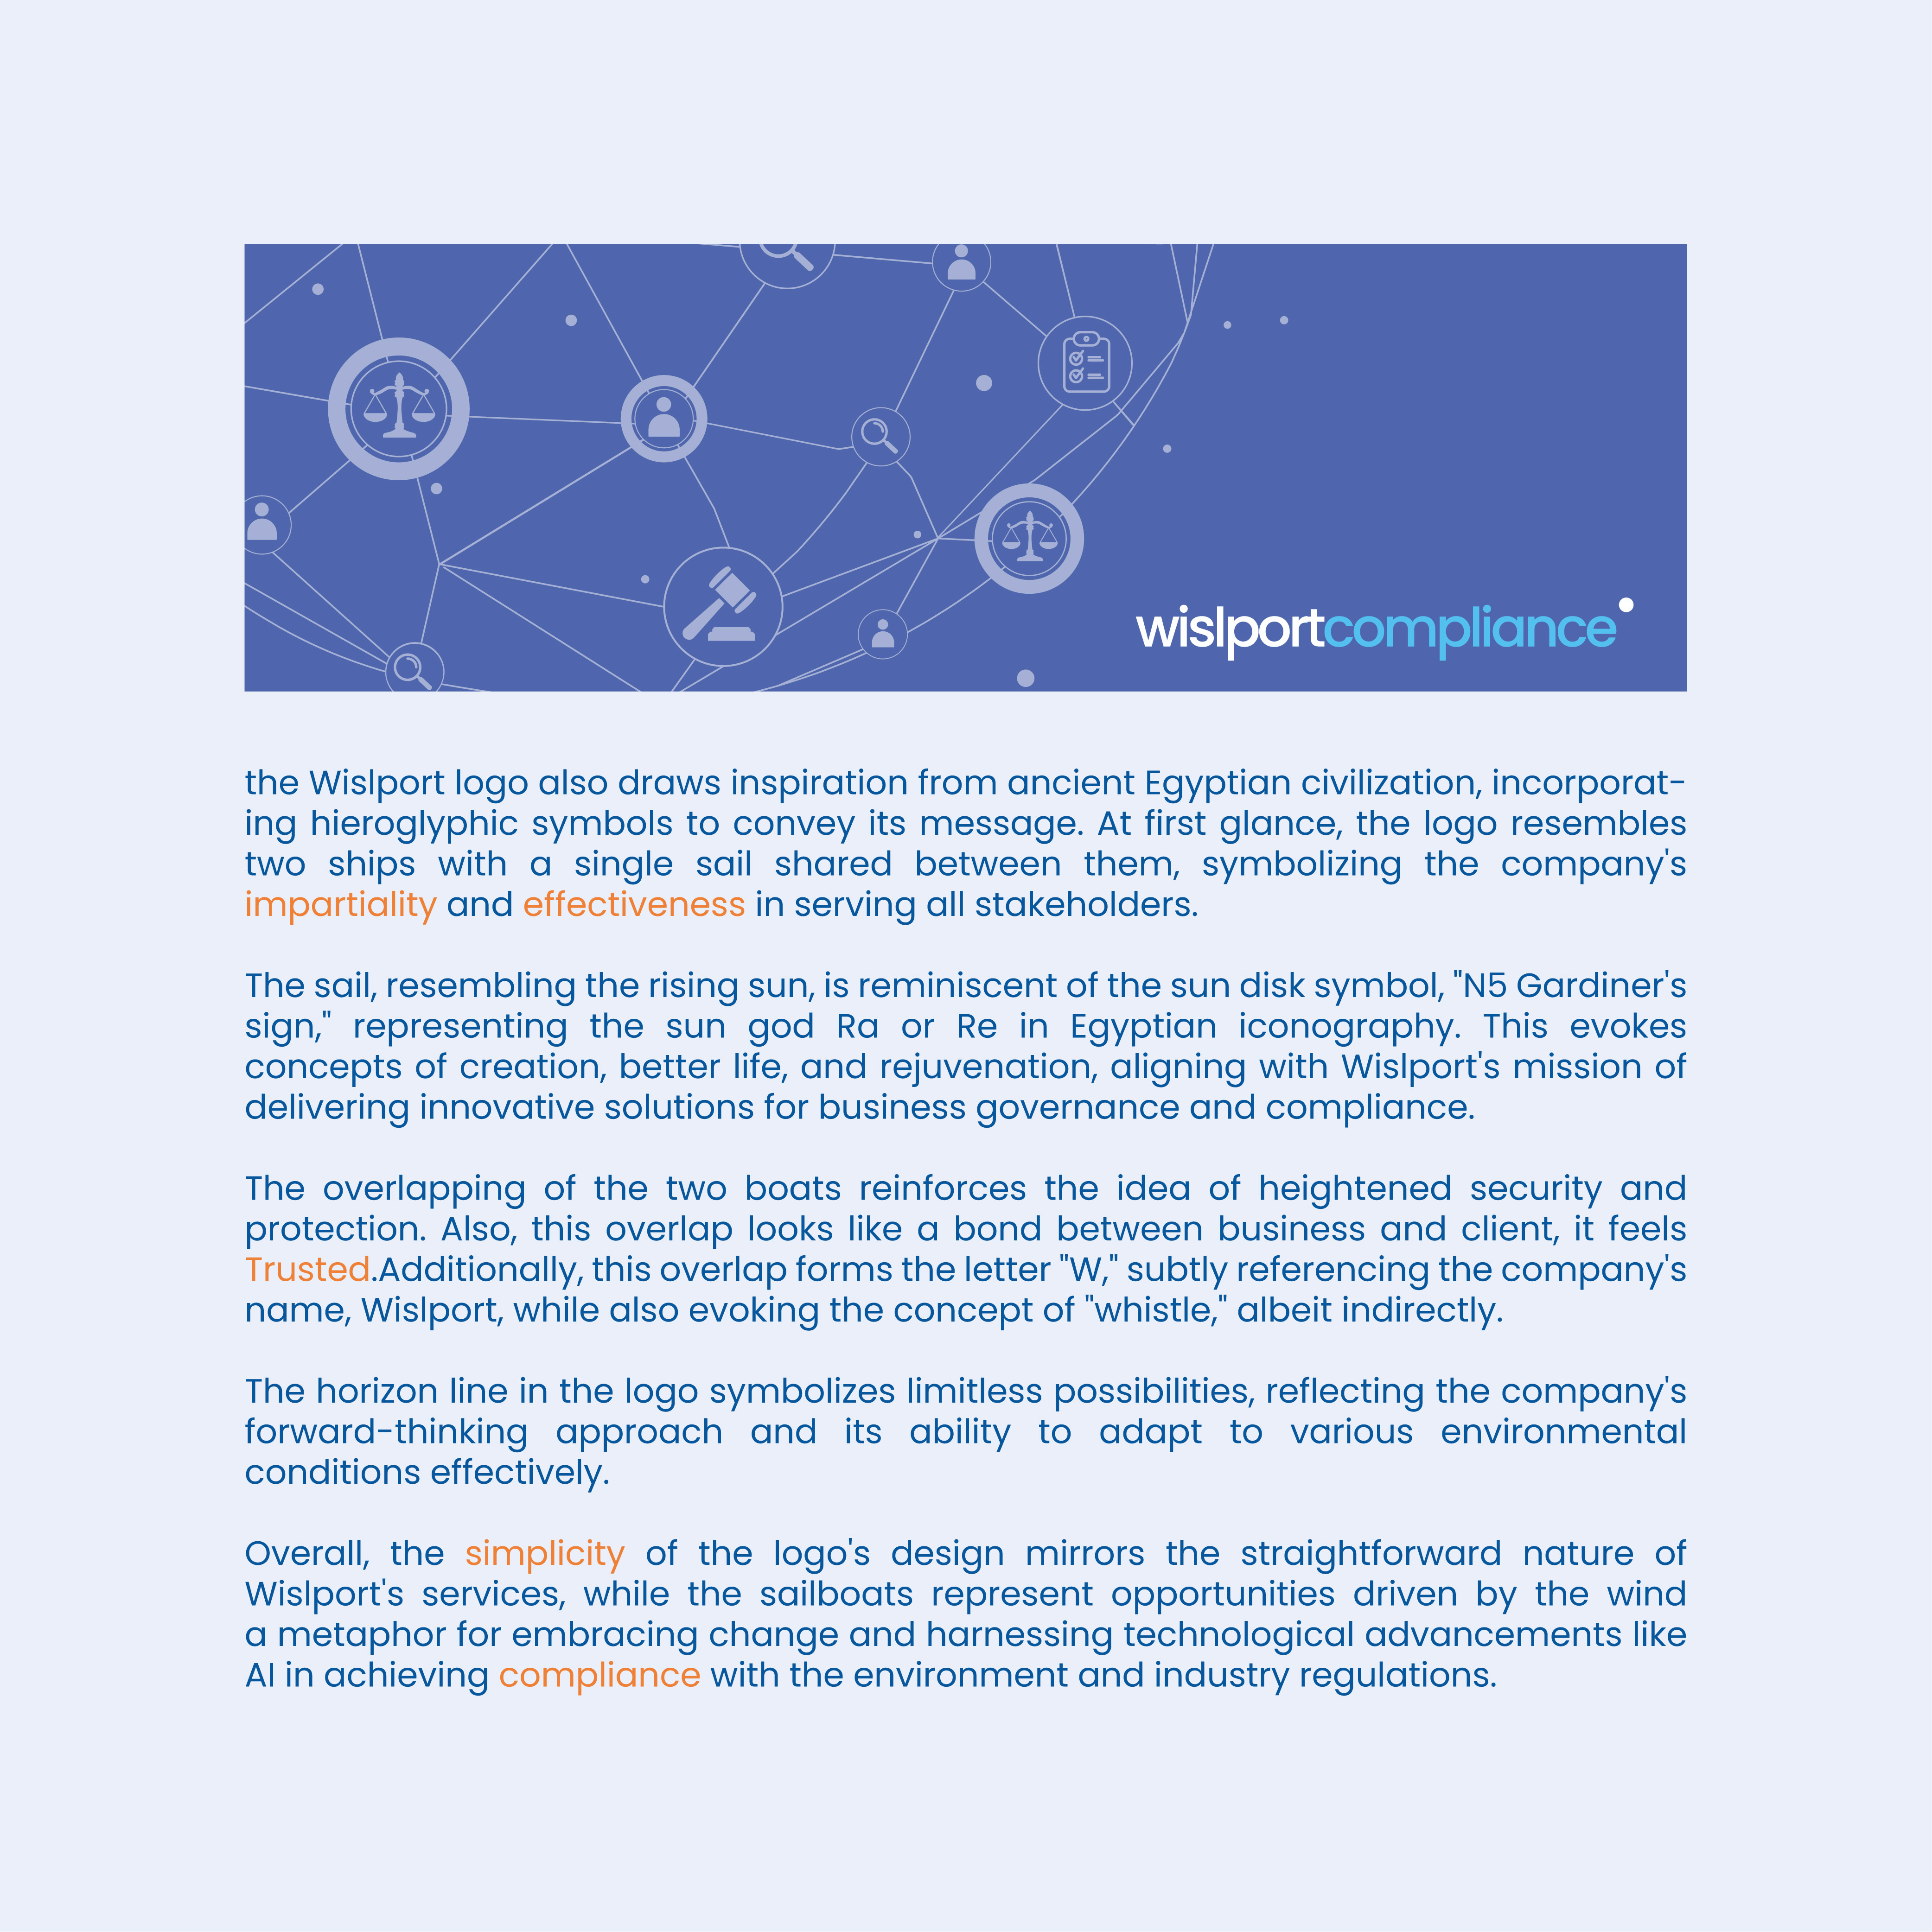 wislportcompliance
the Wislport logo also draws inspiration from ancient Egyptian civilization, incorporat-
ing hieroglyphic symbols to convey its message. At first glance, the logo resembles
two ships with a single sail shared between them, symbolizing the company's
impartiality and effectiveness in serving all stakeholders.
The sail, resembling the rising sun, is reminiscent of the sun disk symbol, "N5 Gardiner's
sign," representing the sun god Ra or Re in Egyptian iconography. This evokes
concepts of creation, better life, and rejuvenation, aligning with Wislport's mission of
delivering innovative solutions for business governance and compliance.
The overlapping of the two boats reinforces the idea of heightened security and
protection. Also, this overlap looks like a bond between business and client, it feels
Trusted.Additionally, this overlap forms the letter "W," subtly referencing the company's
name, Wislport, while also evoking the concept of "whistle," albeit indirectly.
The horizon line in the logo symbolizes limitless possibilities, reflecting the company's
forward-thinking approach and its ability to adapt to various environmental
conditions effectively.
Overall, the simplicity of the logo's design mirrors the straightforward nature of
Wislport's services, while the sailboats represent opportunities driven by the wind
a metaphor for embracing change and harnessing technological advancements like
AI in achieving compliance with the environment and industry regulations.